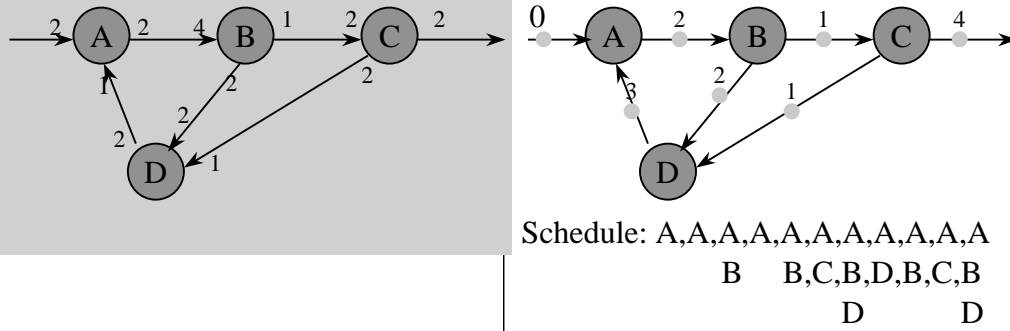 2 A 2 4 B 1 2 C 2
1 2 2
2 2 1
D
0 A 2 B 1 C 4
3 2 1
D
Schedule: A,A,A,A,A,A,A,A,A,A,A
B B,C,B,D,B,C,B
D D